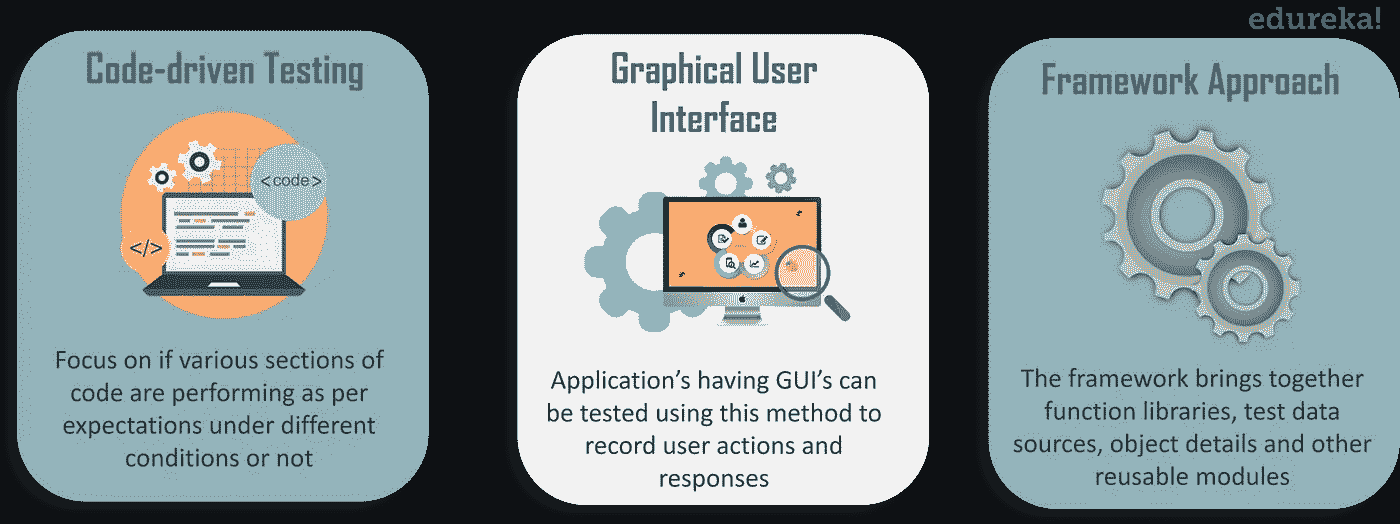 edureka!
Code-driven Testing
<code>
</>
Focus on if various sections of
code are performing as per
expectations under different
conditions or not
Graphical User
Interface
Application's having GUI's can
be tested using this method to
record user actions and
responses
Framework Approach
The framework brings together
function libraries, test data
sources, object details and other
reusable modules